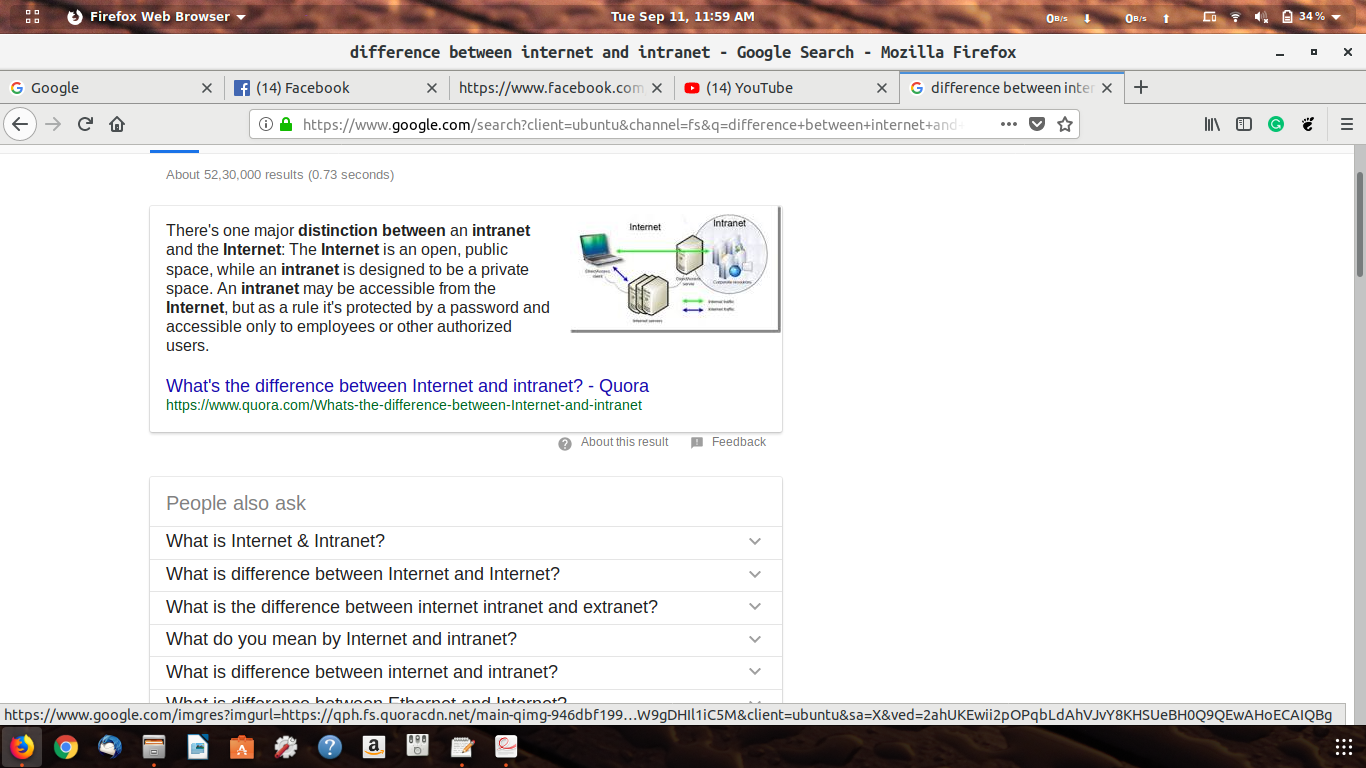 Firefox Web Browser
Tue Sep 11, 11:59 AM
0B/s
0B/s
34 %
difference between internet and intranet - Google Search - Mozilla Firefox
Google
(14) Facebook
https://www.facebook.com
(14) YouTube
difference between inter
https://www.google.com/search?client=ubuntu&channel=fs&q=difference+between+internet+and+
About 52,30,000 results (0.73 seconds)
There's one major distinction between an intranet
and the Internet: The Internet is an open, public
space, while an intranet is designed to be a private
space. An intranet may be accessible from the
Internet, but as a rule it's protected by a password and
accessible only to employees or other authorized
users.
Internet
Intranet
DirectAccess
client
DirectAccess
server
Corporate resources
Internet servers
Internet traffic
Internet traffic
What's the difference between Internet and intranet? - Quora
https://www.quora.com/Whats-the-difference-between-Internet-and-intranet
About this result
Feedback
People also ask
What is Internet & Intranet?
What is difference between Internet and Internet?
What is the difference between internet intranet and extranet?
What do you mean by Internet and intranet?
What is difference between internet and intranet?
What is difference between Ethernet and Internet?
https://www.google.com/imgres?imgurl=https://qph.fs.quoracdn.net/main-qimg-946dbf199…W9gDHIl1iC5M&client=ubuntu&sa=X&ved=2ahUKEwii2pOPqbLdAhVJvY8KHSUeBH0Q9QEwAHoECAIQBg